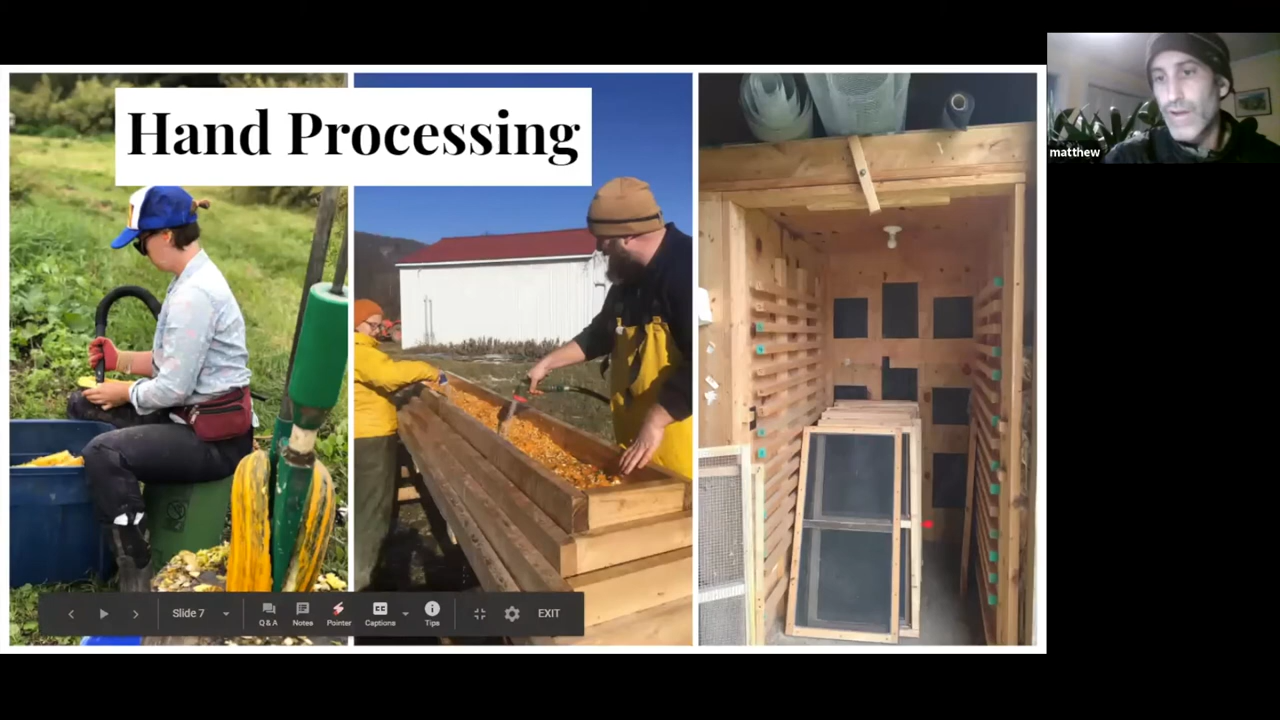 Hand Processing
matthew
Slide 7
Q & A
Notes
Pointer
Captions
Tips
EXIT